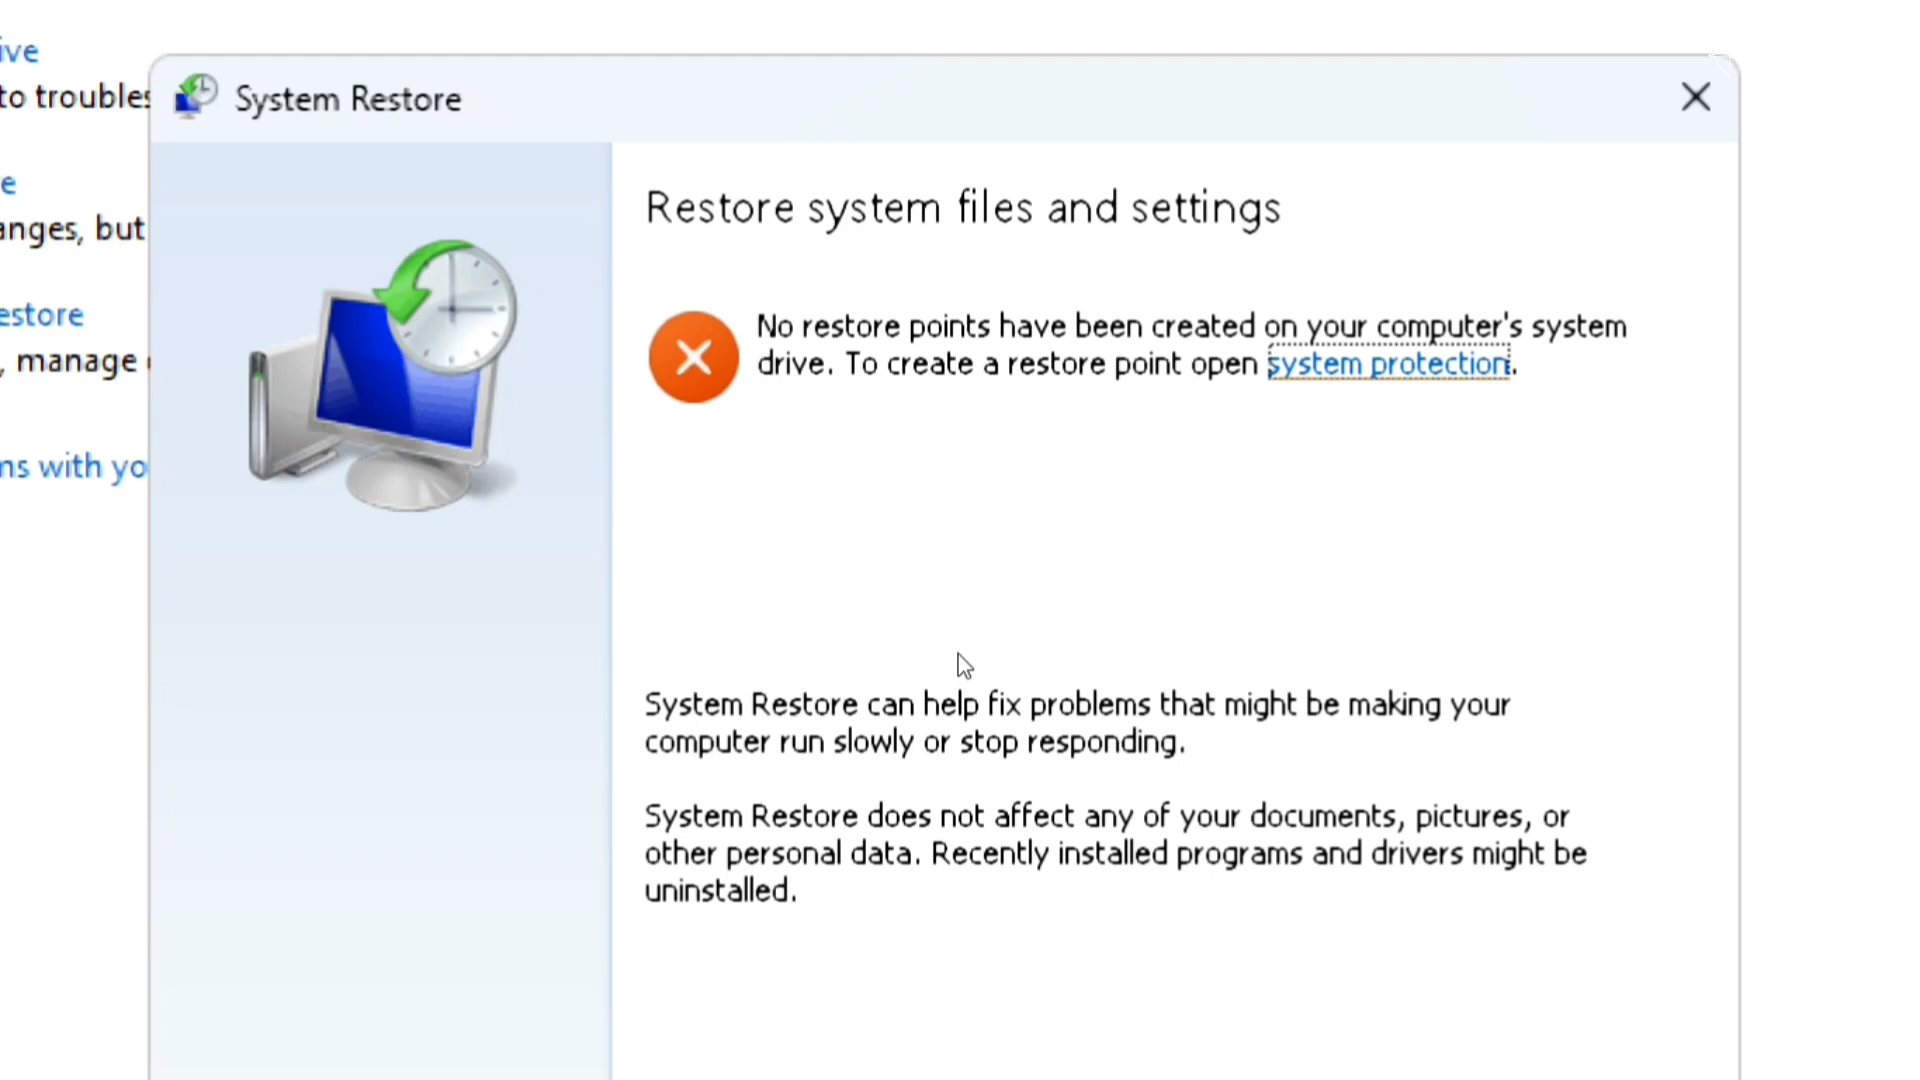 ive
to troubles
System Restore
e
anges, but
Restore system files and settings
estore
, manage
No restore points have been created on your computer's system
drive. To create a restore point open system protection.
ns with yo
System Restore can help fix problems that might be making your
computer run slowly or stop responding.
System Restore does not affect any of your documents, pictures, or
other personal data. Recently installed programs and drivers might be
uninstalled.